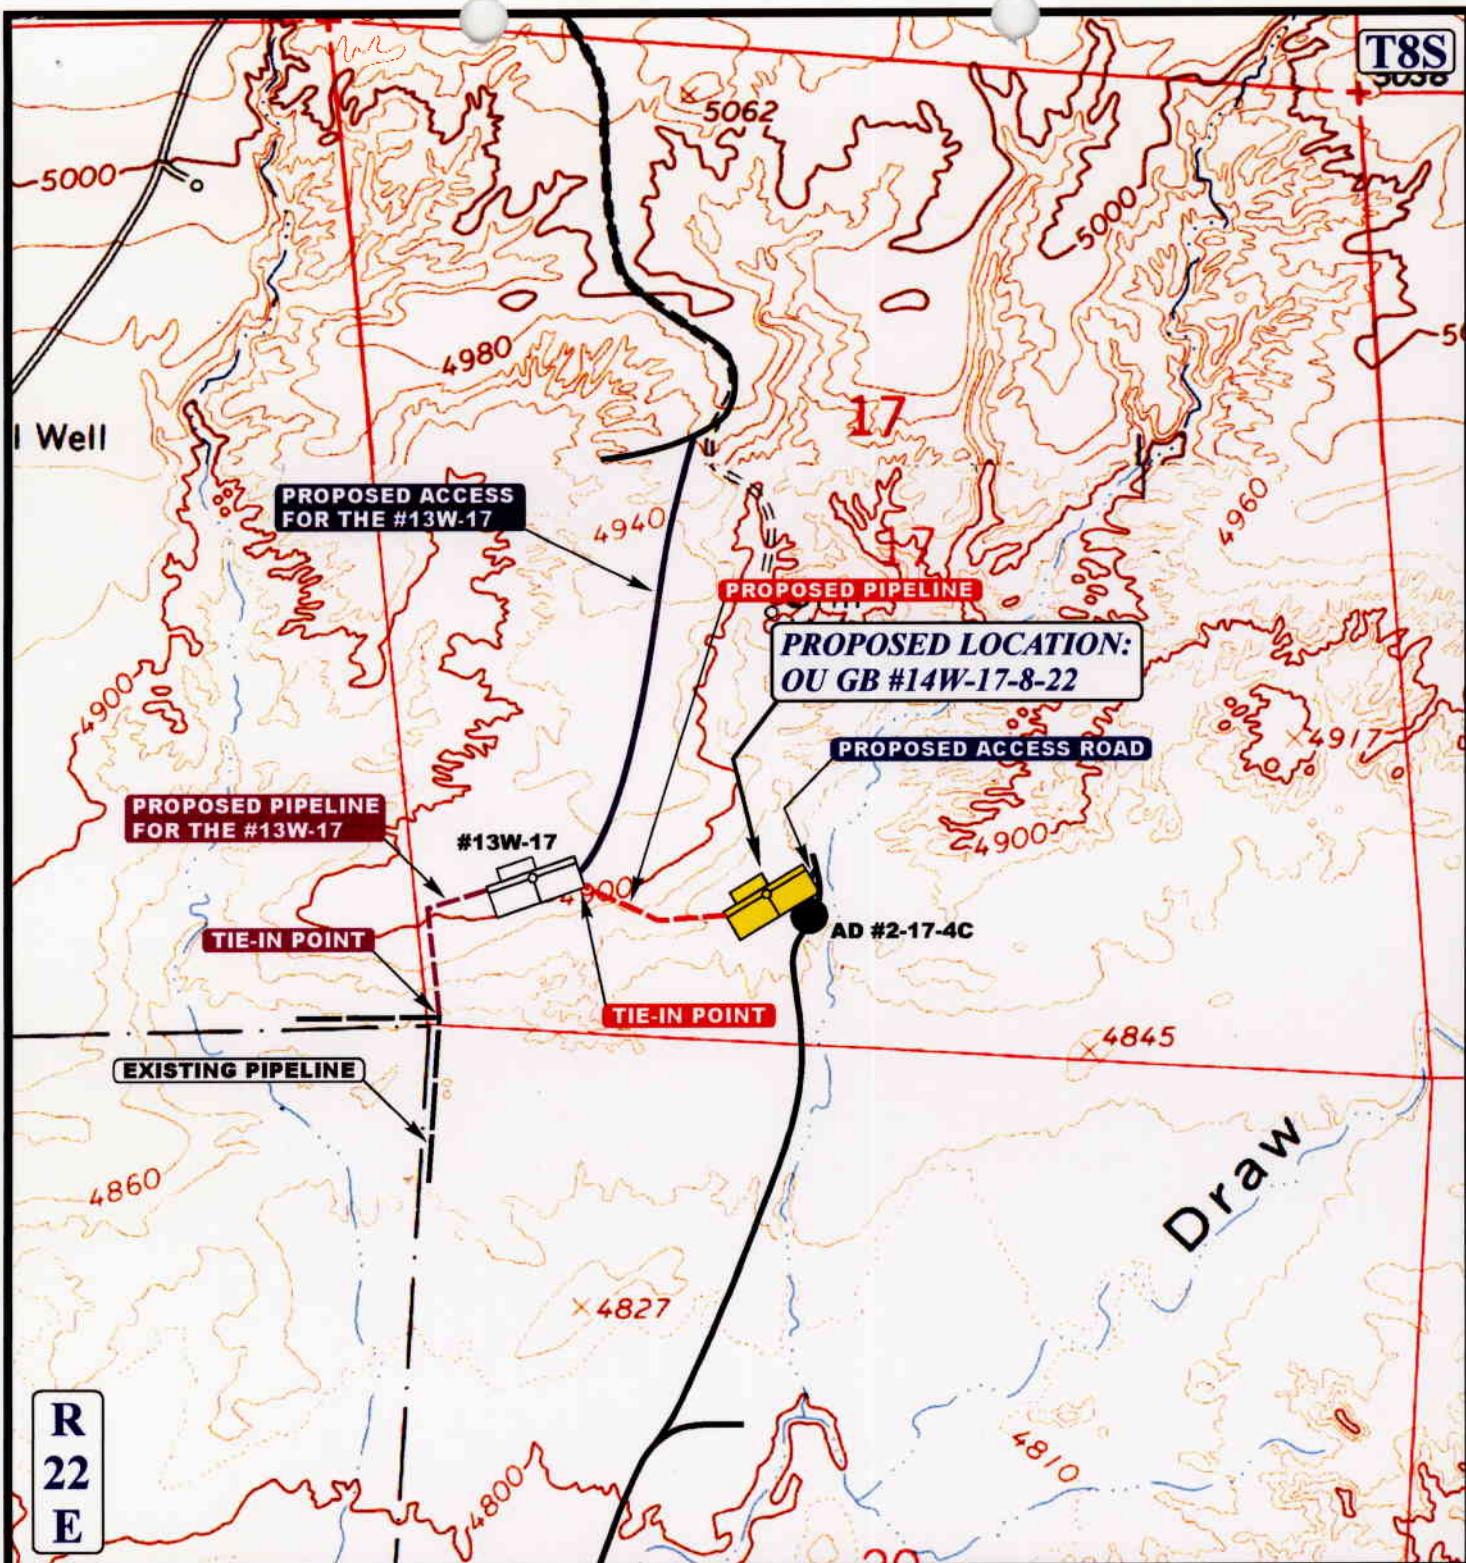 T8S
5062
5000
5000
4980
l Well
17
PROPOSED ACCESS
FOR THE #13W-17
4940
4960
17
PROPOSED PIPELINE
PROPOSED LOCATION:
OU GB #14W-17-8-22
4900
4917
PROPOSED ACCESS ROAD
PROPOSED PIPELINE
FOR THE #13W-17
#13W-17
4900
4900
AD #2-17-4C
TIE-IN POINT
TIE-IN POINT
4845
EXISTING PIPELINE
Draw
4860
4827
R
22
E
4810
4800